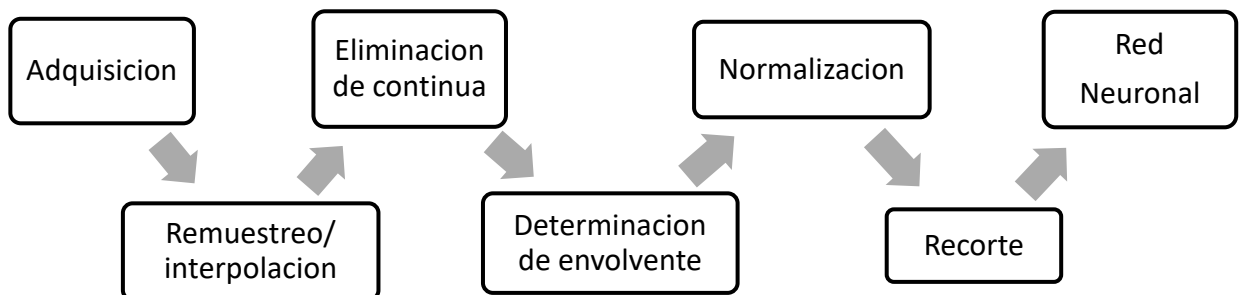 Adquisicion
Remuestreo/
interpolacion
Eliminacion
de continua
Determinacion
de envolvente
Normalizacion
Recorte
Red
Neuronal